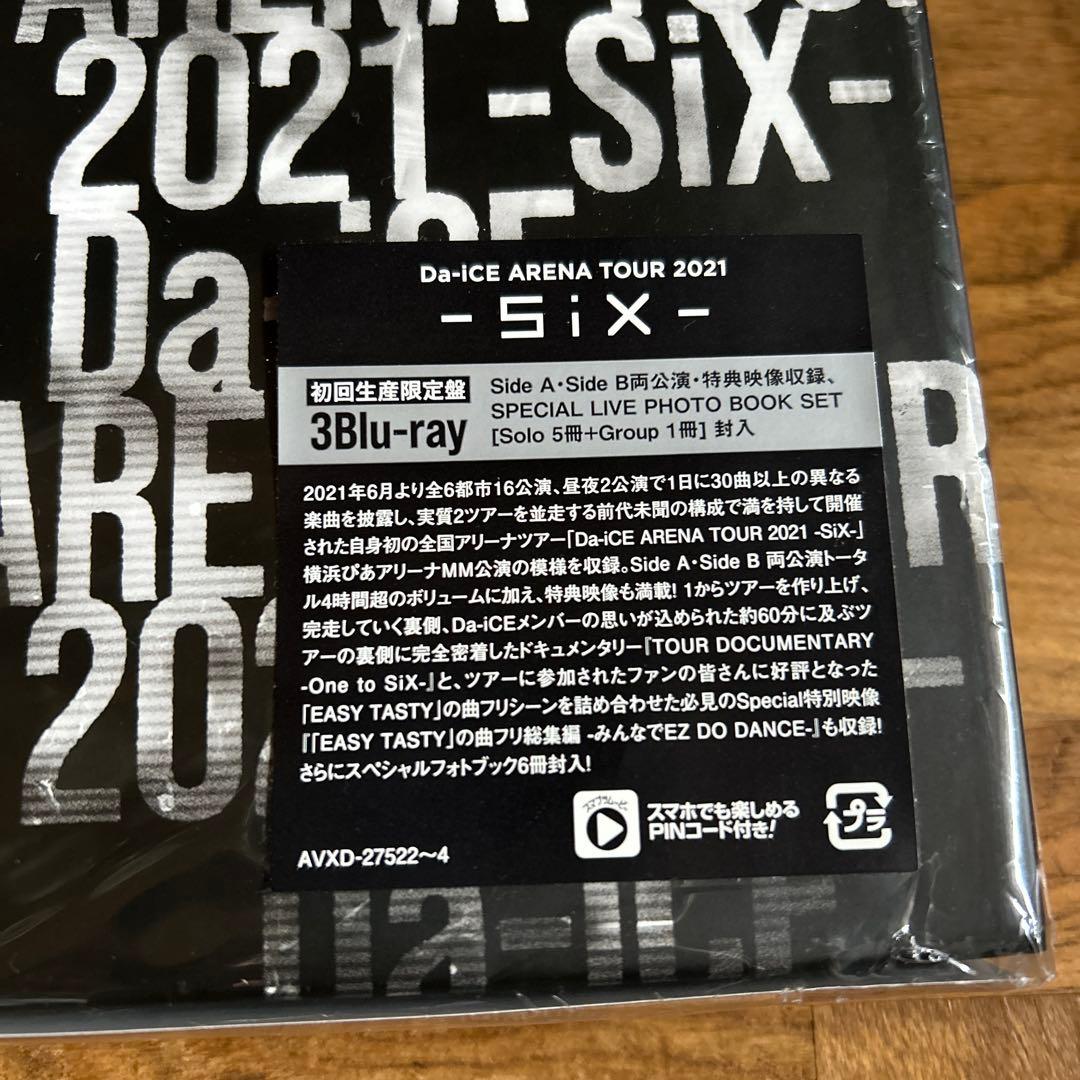 ARENA TOUR
2021 -SiX-
Da-iCE
Da-iCE ARENA TOUR 2021
- SiX -
初回生産限定盤
3Blu-ray
Side A・Side B両公演・特典映像収録、
SPECIAL LIVE PHOTO BOOK SET
[Solo 5冊+Group 1冊] 封入
2021年6月より全6都市16公演、昼夜2公演で1日に30曲以上の異なる
楽曲を披露し、実質2ツアーを並走する前代未聞の構成で満を持して開催
された自身初の全国アリーナツアー「Da-iCE ARENA TOUR 2021 -SiX-」
横浜ぴあアリーナMM公演の模様を収録。Side A・Side B 両公演トータ
ル4時間超のボリュームに加え、特典映像も満載! 1からツアーを作り上げ、
完走していく裏側、Da-iCEメンバーの思いが込められた約60分に及ぶツ
アーの裏側に完全密着したドキュメンタリー『TOUR DOCUMENTARY
-One to SiX-』と、ツアーに参加されたファンの皆さんに好評となった
「EASY TASTY」の曲フリシーンを詰め合わせた必見のSpecial特別映像
『「EASY TASTY」の曲フリ総集編 -みんなでEZ DO DANCE-』も収録!
さらにスペシャルフォトブック6冊封入!
スマプラムービー
スマホでも楽しめる
PINコード付き!
プラ
AVXD-27522〜4
ARE R
202 -
Da-iCE